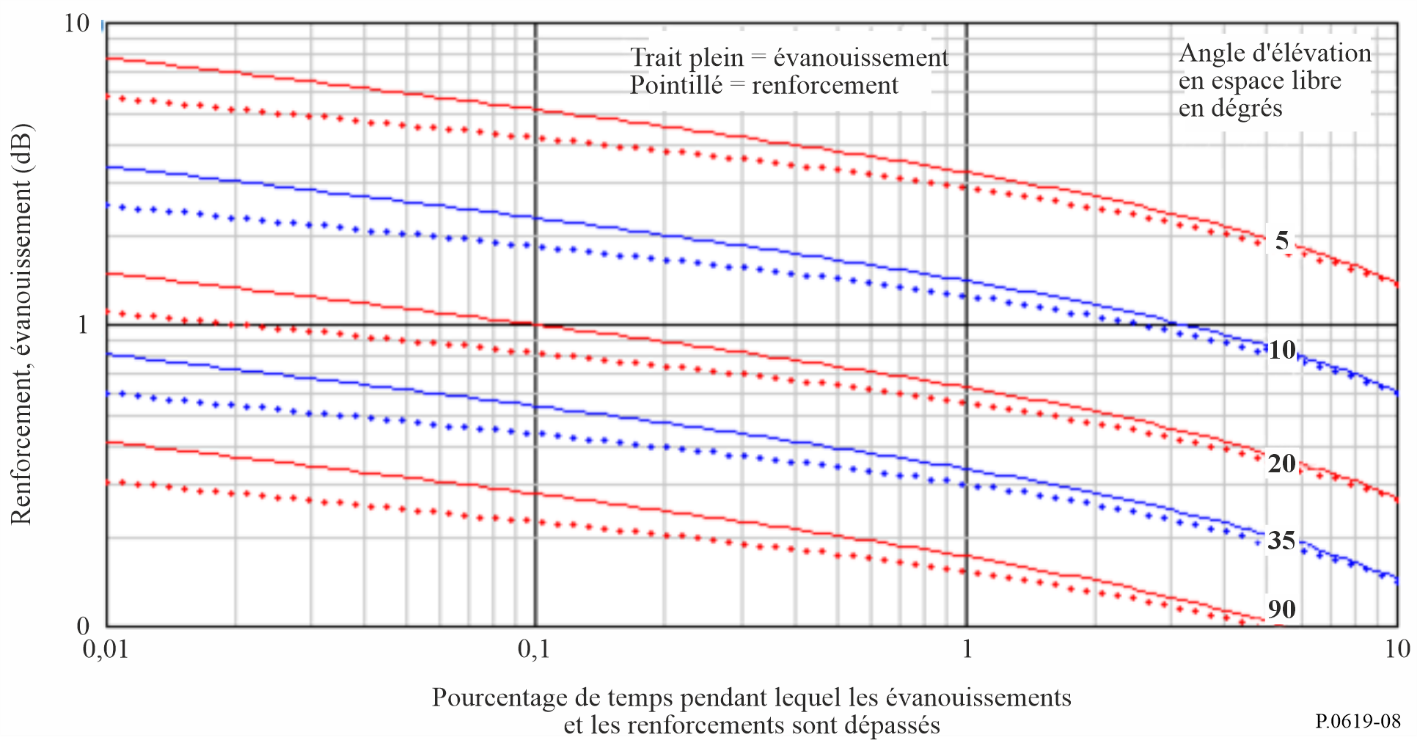 10
Trait plein = évanouissement
Pointillé = renforcement
Angle d'élévation
en espace libre
en dégrés
Renforcement, évanouissement (dB)
5
1
10
20
35
90
0
0,01
0,1
1
10
Pourcentage de temps pendant lequel les évanouissements
et les renforcements sont dépassés
P.0619-08